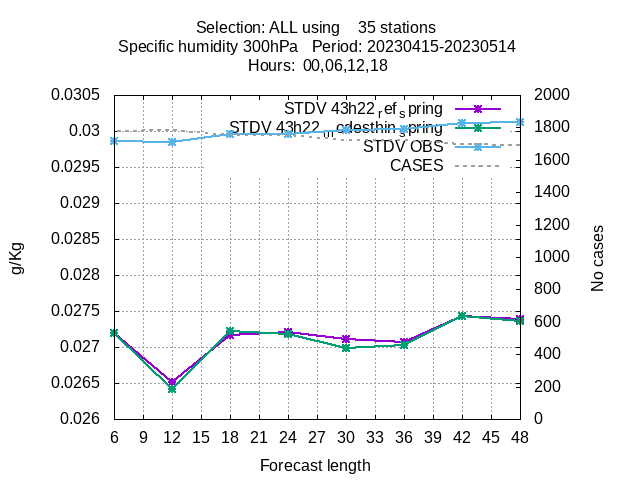 Selection: ALL using 35 stations
Specific humidity 300hPa Period: 20230415-20230514
Hours: 00,06,12,18
0.0305
0.03
0.0295
0.029
0.0285
0.028
0.0275
0.027
0.0265
0.026
2000
1800
1600
1400
1200
1000
800
600
400
200
0
STDV 43h22ref_spring
STDV 43h22 spring
STDV OBS
CASES
g/Kg
No cases
6 9 12 15 18 21 24 27 30 33 36 39 42 45 48
Forecast length